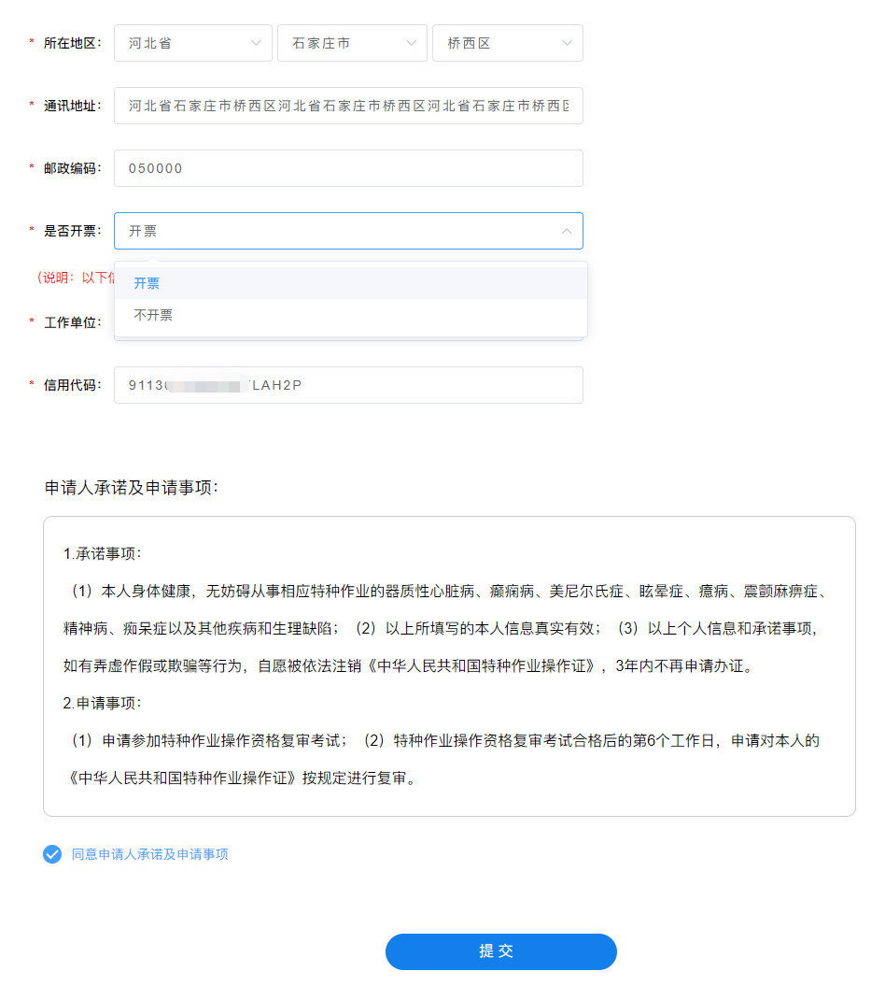 * 所在地区： 河北省 石家庄市 桥西区
* 通讯地址： 河北省石家庄市桥西区河北省石家庄市桥西区河北省石家庄市桥西区
* 邮政编码： 050000
* 是否开票： 开票
（说明：以下
开票
不开票
* 工作单位：
* 信用代码： 9113 LAH2P
申请人承诺及申请事项：
1.承诺事项：
（1）本人身体健康，无妨碍从事相应特种作业的器质性心脏病、癫痫病、美尼尔氏症、眩晕症、癔病、震颤麻痹症、
精神病、痴呆症以及其他疾病和生理缺陷；（2）以上所填写的本人信息真实有效；（3）以上个人信息和承诺事项，
如有弄虚作假或欺骗等行为，自愿被依法注销《中华人民共和国特种作业操作证》，3年内不再申请办证。
2.申请事项：
（1）申请参加特种作业操作资格复审考试；（2）特种作业操作资格复审考试合格后的第6个工作日，申请对本人的
《中华人民共和国特种作业操作证》按规定进行复审。
同意申请人承诺及申请事项
提交